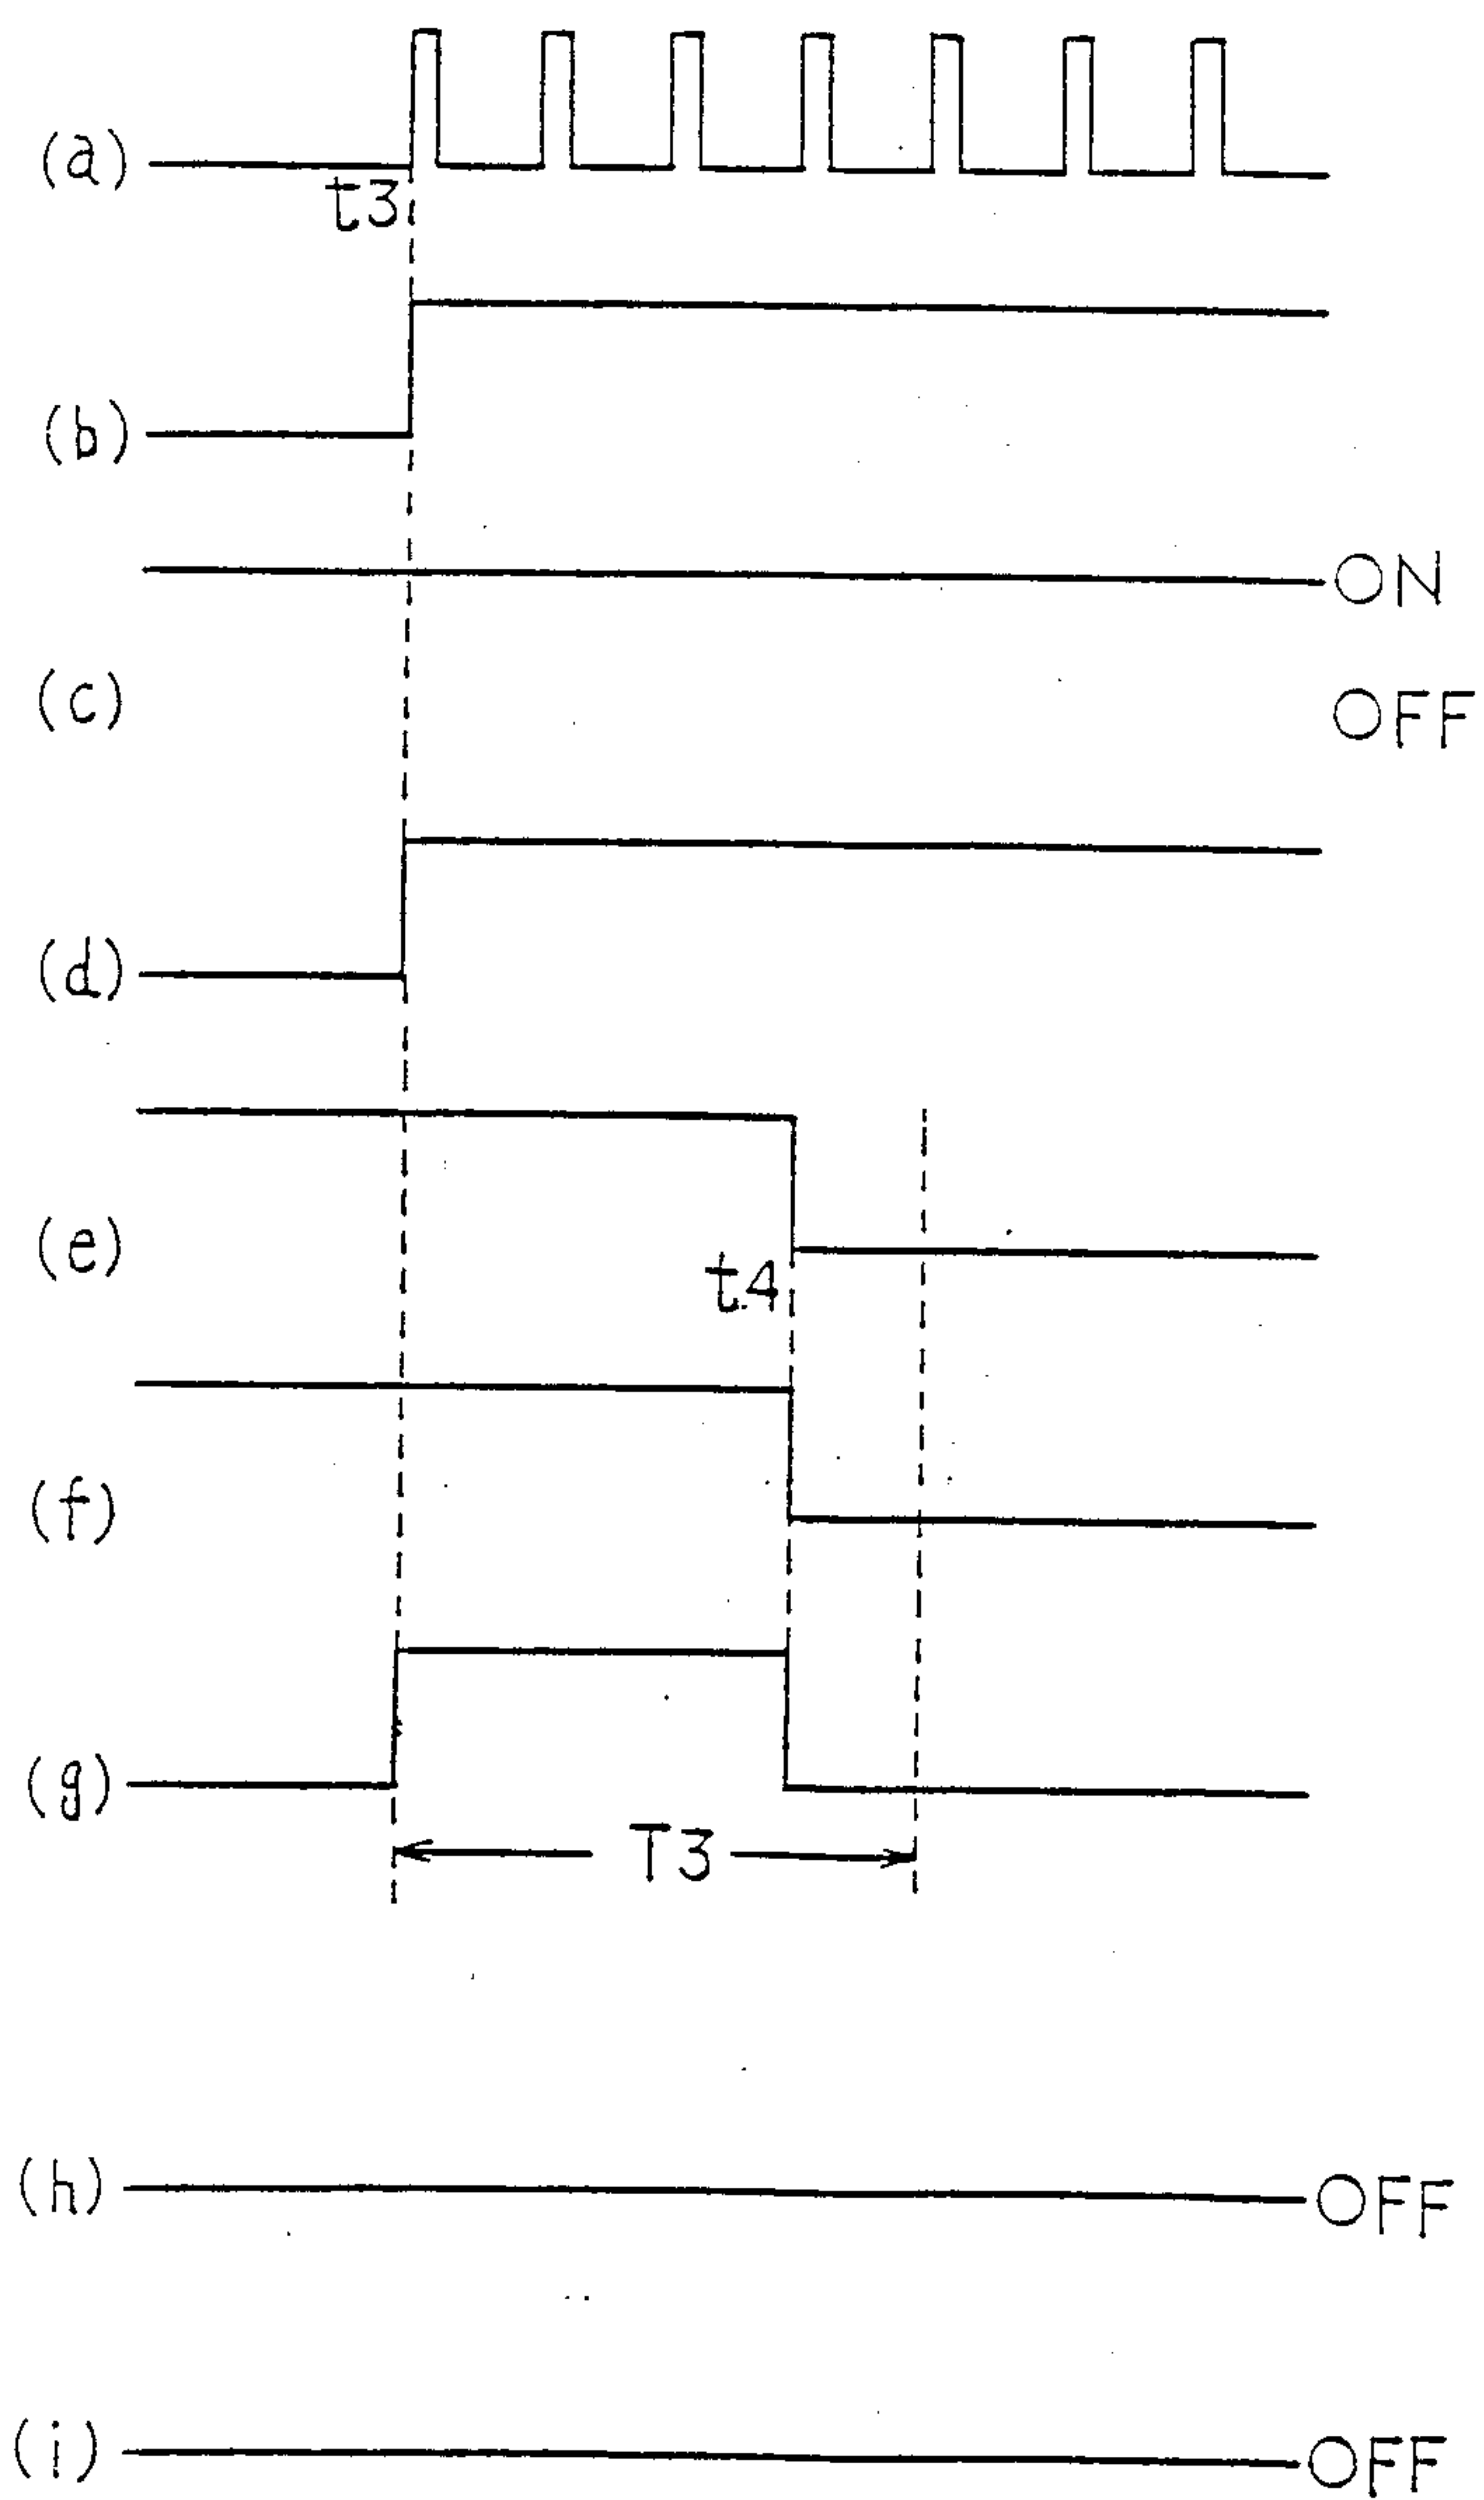 (a)
t3
(b)
ON
(c)
OFF
(d)
(e)
t4
(f)
(g)
T3
(h)
OFF
(i)
OFF